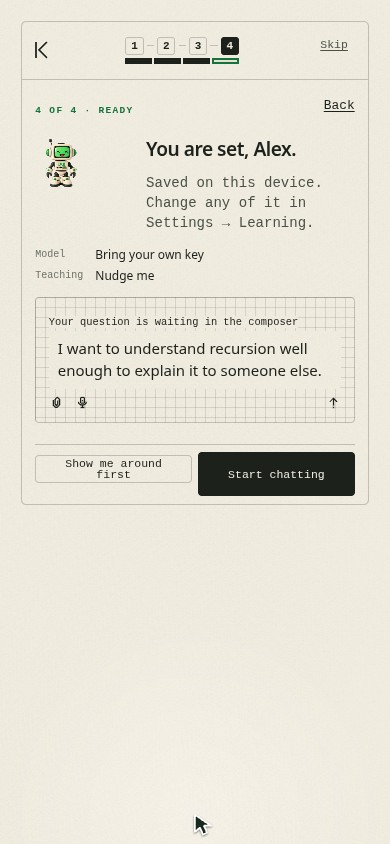 1 2 3 4
Skip
4 OF 4 · READY
Back
You are set, Alex.
Saved on this device.
Change any of it in
Settings → Learning.
Model Bring your own key
Teaching Nudge me
Your question is waiting in the composer
I want to understand recursion well
enough to explain it to someone else.
Show me around
first
Start chatting